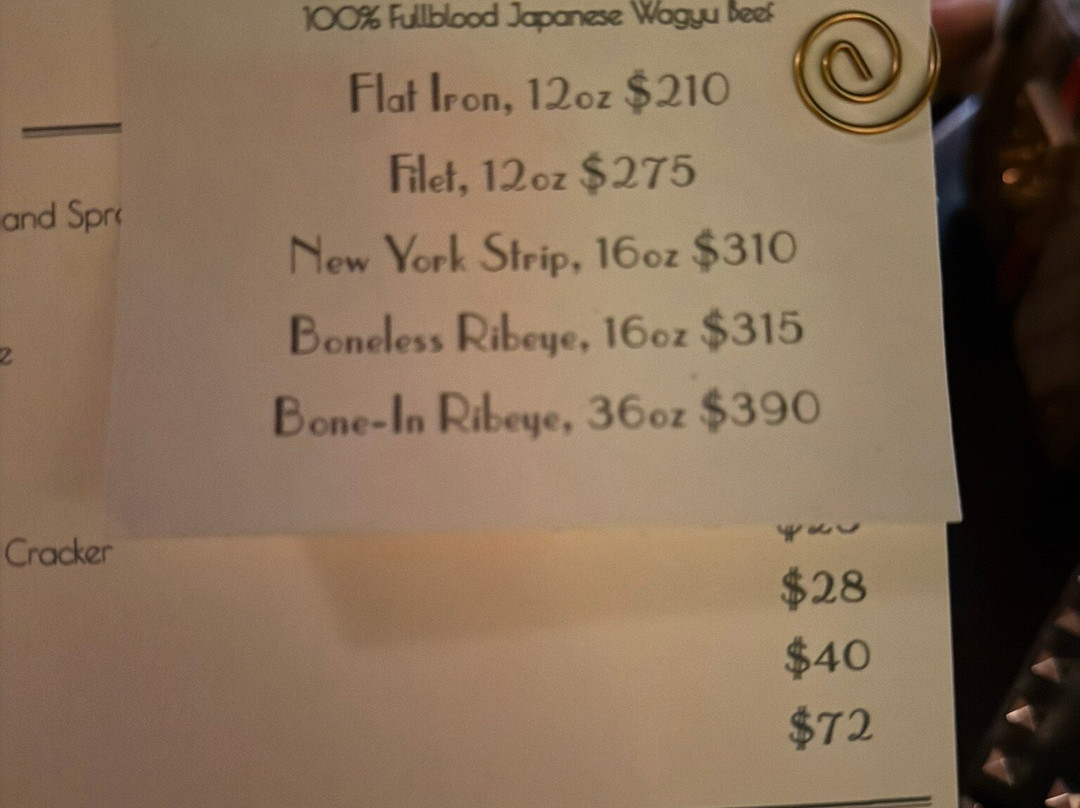 100% Fullblood Japanese Wagyu Beef
Flat Iron, 12oz $210
Filet, 12oz $275
and
New York Strip, 16oz $310
Boneless Ribeye, 16oz $315
Bone-In Ribeye, 36oz $390
Cracker
$28
$40
$72